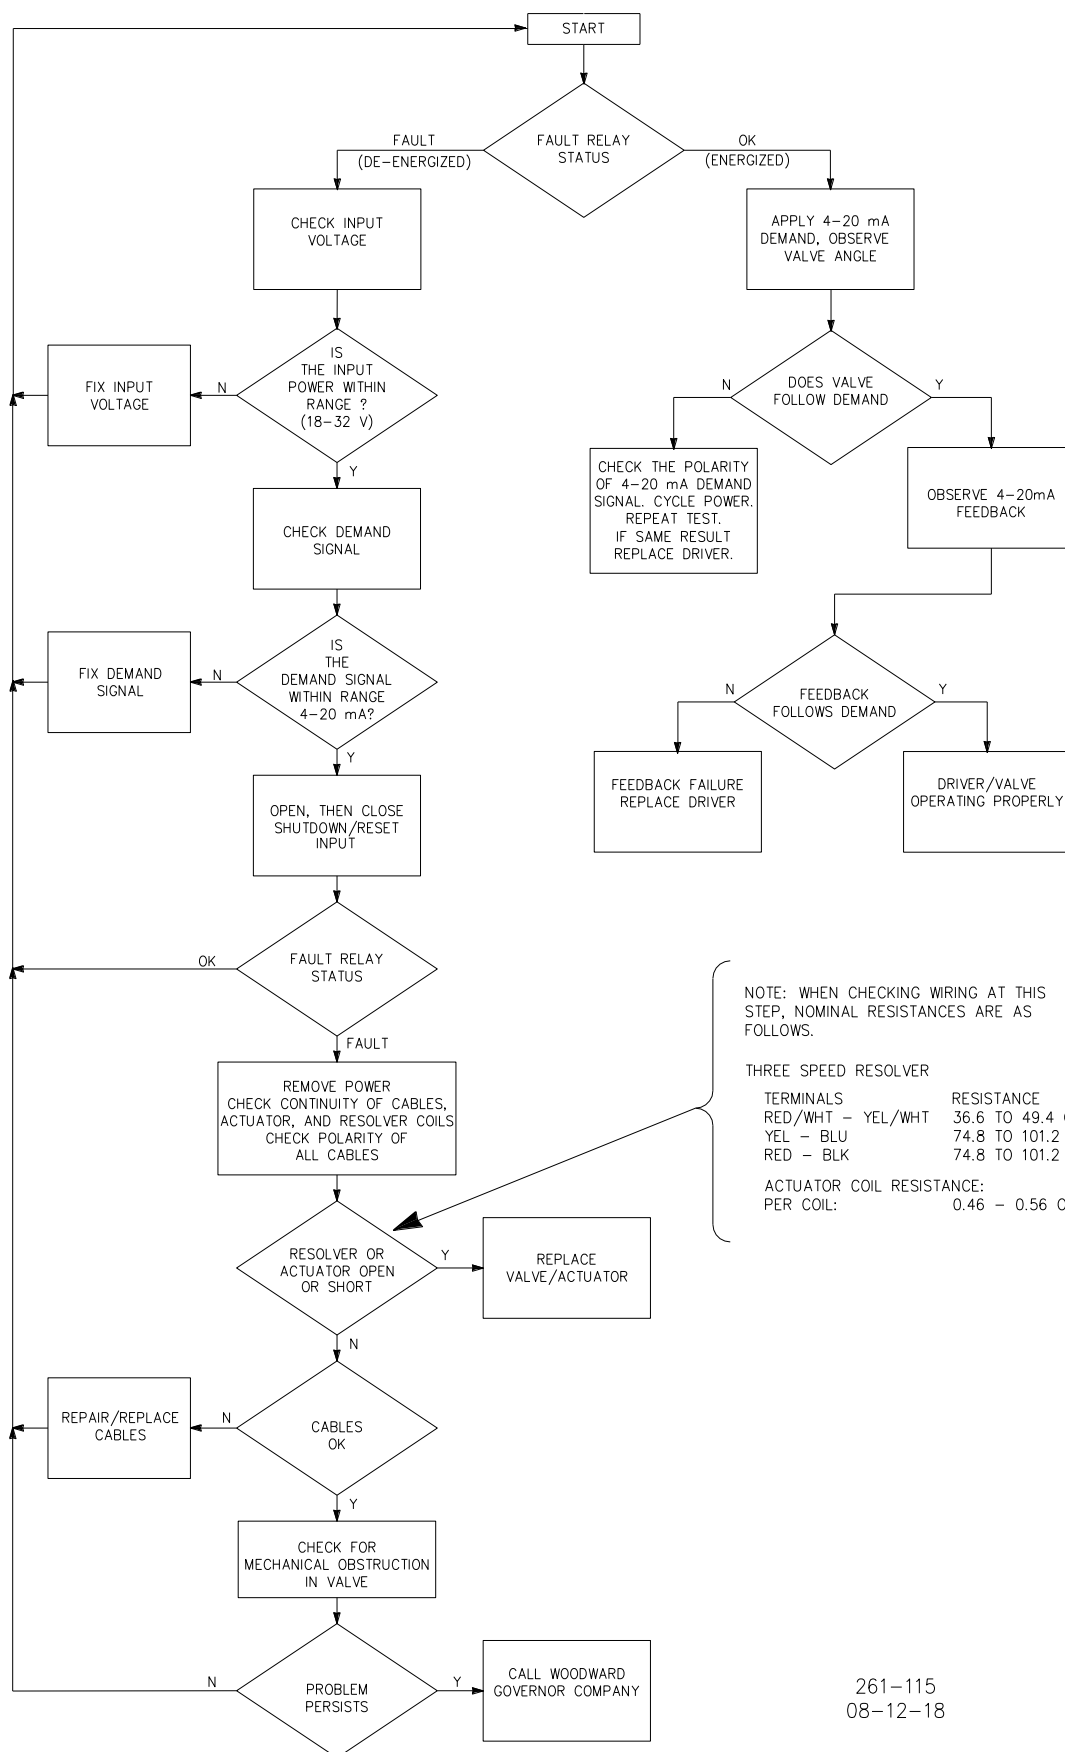 START
FAULT RELAY
STATUS
FAULT
(DE-ENERGIZED)
OK
(ENERGIZED)
CHECK INPUT
VOLTAGE
APPLY 4-20 mA
DEMAND, OBSERVE
VALVE ANGLE
IS
THE INPUT
POWER WITHIN
RANGE ?
(18-32 V)
N
FIX INPUT
VOLTAGE
Y
DOES VALVE
FOLLOW DEMAND
N
Y
CHECK THE POLARITY
OF 4-20 mA DEMAND
SIGNAL. CYCLE POWER.
REPEAT TEST.
IF SAME RESULT
REPLACE DRIVER.
OBSERVE 4-20mA
FEEDBACK
CHECK DEMAND
SIGNAL
IS
THE
DEMAND SIGNAL
WITHIN RANGE
4-20 mA?
N
FIX DEMAND
SIGNAL
Y
FEEDBACK
FOLLOWS DEMAND
N
Y
FEEDBACK FAILURE
REPLACE DRIVER
DRIVER/VALVE
OPERATING PROPERLY
OPEN, THEN CLOSE
SHUTDOWN/RESET
INPUT
FAULT RELAY
STATUS
OK
FAULT
REMOVE POWER
CHECK CONTINUITY OF CABLES,
ACTUATOR, AND RESOLVER COILS
CHECK POLARITY OF
ALL CABLES
NOTE: WHEN CHECKING WIRING AT THIS
STEP, NOMINAL RESISTANCES ARE AS
FOLLOWS.
THREE SPEED RESOLVER
TERMINALS RESISTANCE
RED/WHT - YEL/WHT 36.6 TO 49.4
YEL - BLU 74.8 TO 101.2
RED - BLK 74.8 TO 101.2
ACTUATOR COIL RESISTANCE:
PER COIL: 0.46 - 0.56
RESOLVER OR
ACTUATOR OPEN
OR SHORT
Y
REPLACE
VALVE/ACTUATOR
N
CABLES
OK
N
REPAIR/REPLACE
CABLES
Y
CHECK FOR
MECHANICAL OBSTRUCTION
IN VALVE
PROBLEM
PERSISTS
N
Y
CALL WOODWARD
GOVERNOR COMPANY
261-115
08-12-18